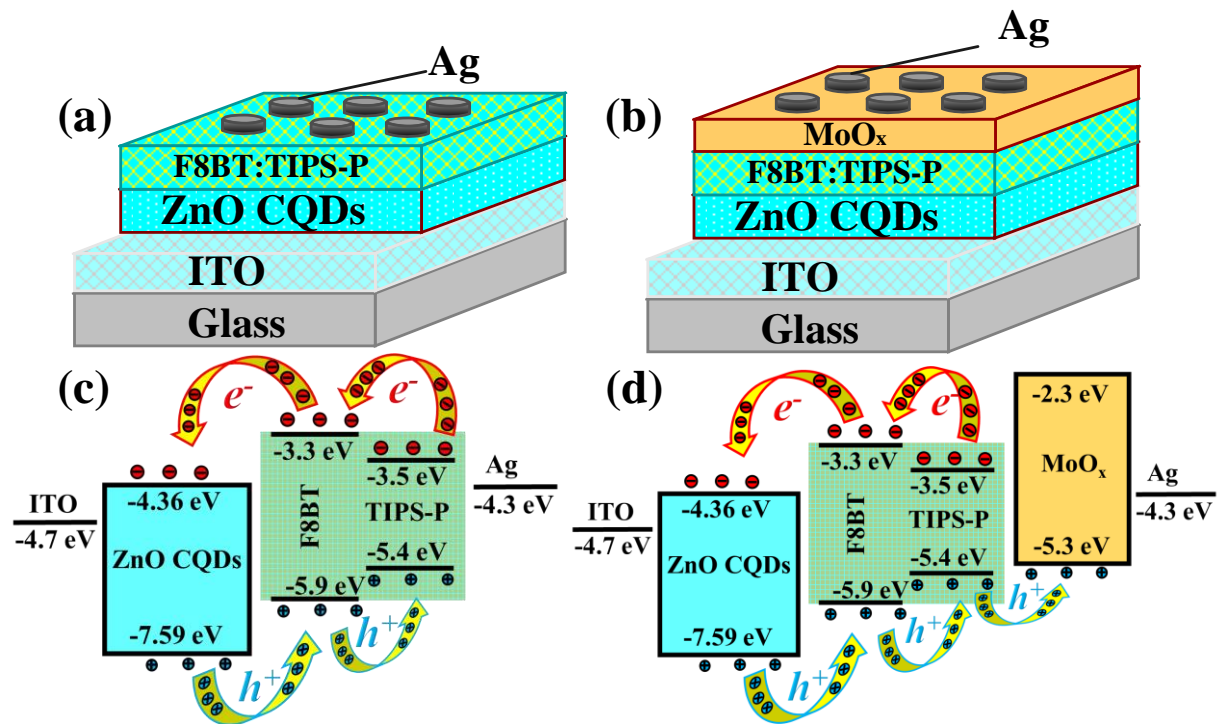 Ag
(a)
F8BT:TIPS-P
ZnO CQDs
ITO
Glass
Ag
(b)
MoOx
F8BT:TIPS-P
ZnO CQDs
ITO
Glass
(c)
e-
e-
-3.3 eV
-3.5 eV
Ag
-4.3 eV
ITO
-4.7 eV
-4.36 eV
ZnO CQDs
F8BT
TIPS-P
-5.4 eV
-5.9 eV
-7.59 eV
h+
h+
(d)
e-
e-
-2.3 eV
-3.3 eV
-3.5 eV
MoOx
Ag
-4.3 eV
ITO
-4.7 eV
-4.36 eV
ZnO CQDs
F8BT
TIPS-P
-5.3 eV
-5.4 eV
-5.9 eV
-7.59 eV
h+
h+
h+